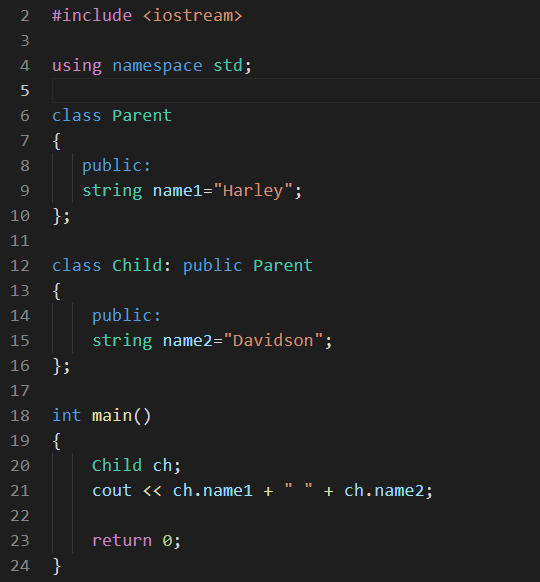 2 #include <iostream>
3
4 using namespace std;
5
6 class Parent
7 {
8    public:
9    string name1="Harley";
10 };
11
12 class Child: public Parent
13 {
14     public:
15     string name2="Davidson";
16 };
17
18 int main()
19 {
20     Child ch;
21     cout << ch.name1 + " " + ch.name2;
22
23     return 0;
24 }